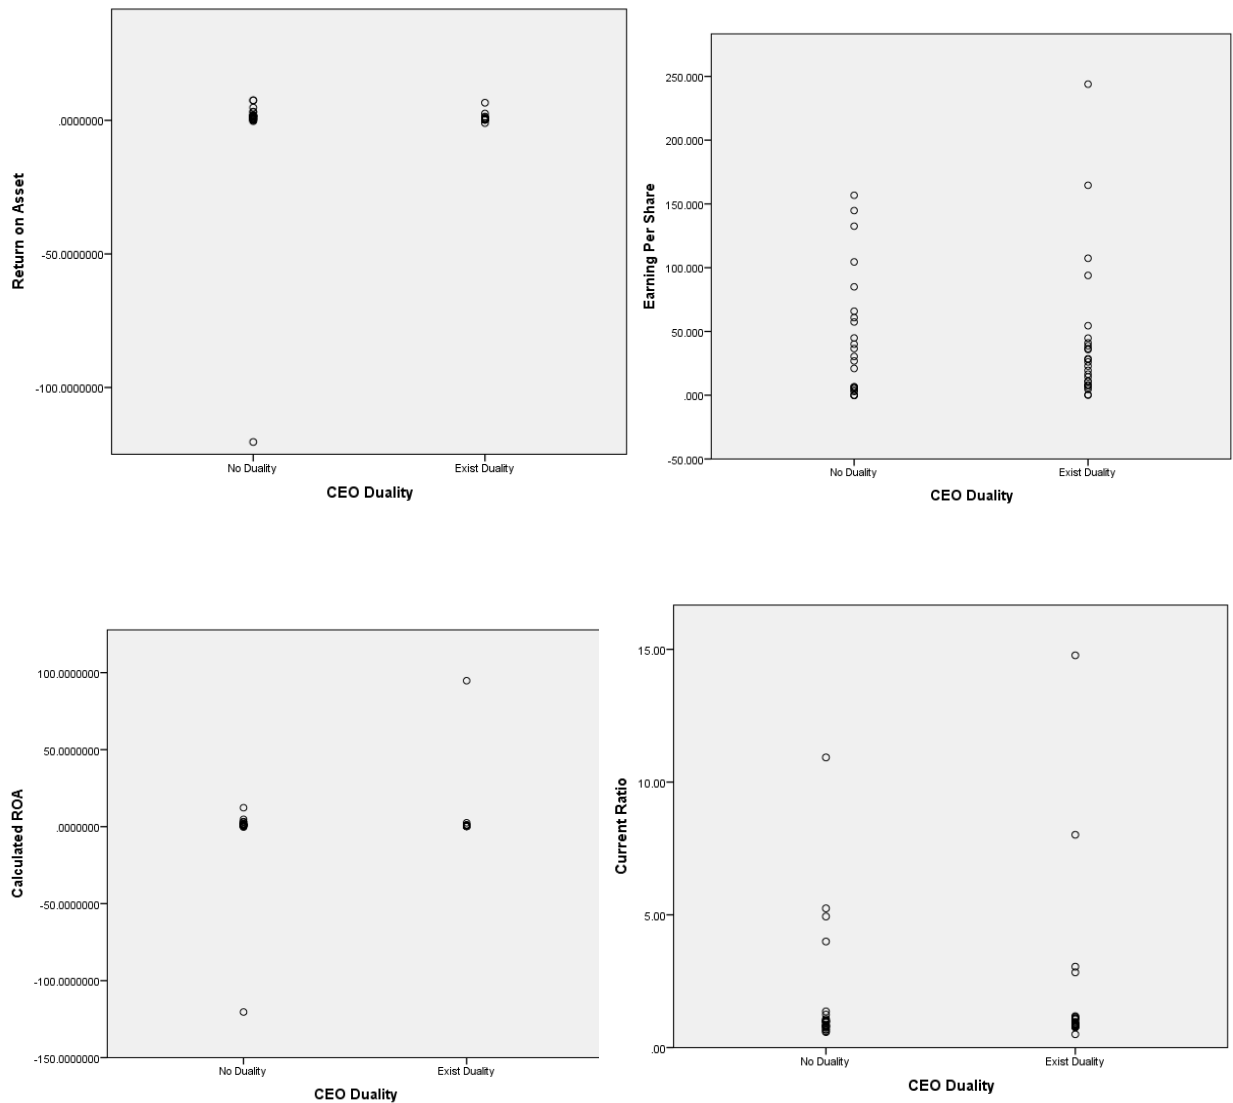 Return on Asset
.0000000
-50.0000000
-100.0000000
No Duality
Exist Duality
CEO Duality
Earning Per Share
250.000
200.000
150.000
100.000
50.000
.000
-50.000
No Duality
Exist Duality
CEO Duality
Calculated ROA
100.0000000
50.0000000
.0000000
-50.0000000
-100.0000000
-150.0000000
No Duality
Exist Duality
CEO Duality
Current Ratio
15.00
10.00
5.00
.00
No Duality
Exist Duality
CEO Duality